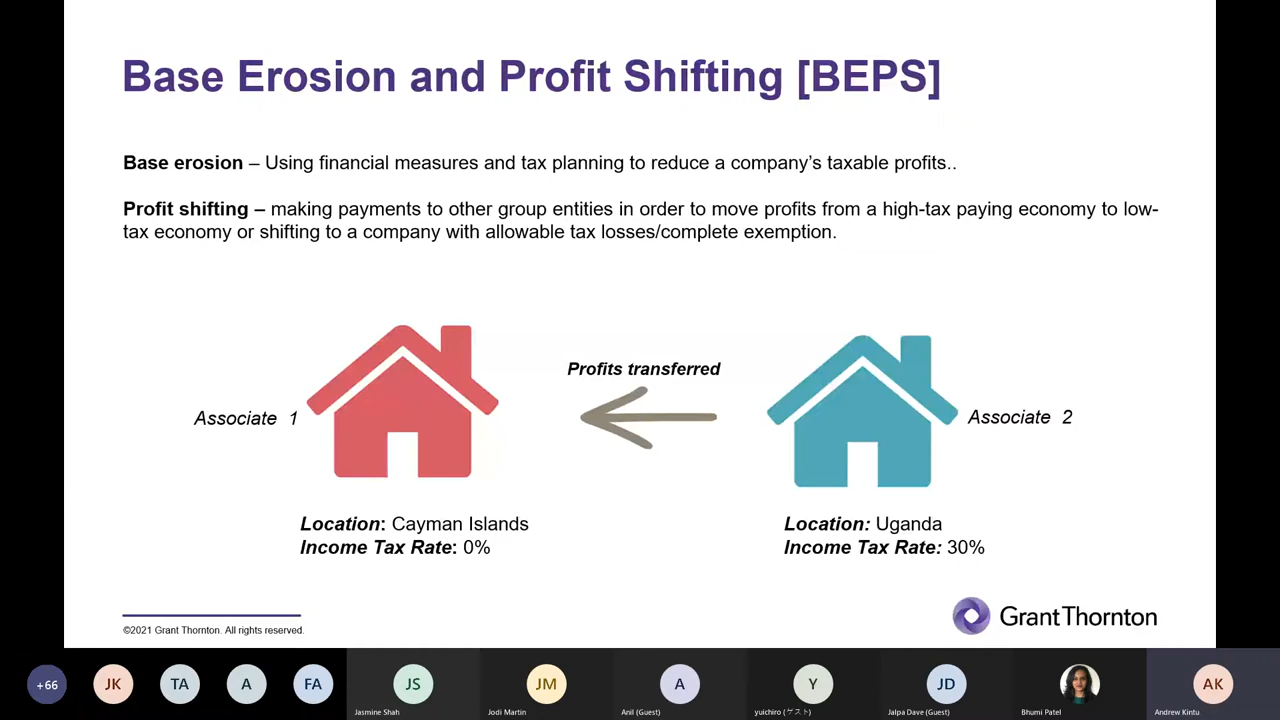 Base Erosion and Profit Shifting [BEPS]
Base erosion – Using financial measures and tax planning to reduce a company’s taxable profits..
Profit shifting – making payments to other group entities in order to move profits from a high-tax paying economy to low-
tax economy or shifting to a company with allowable tax losses/complete exemption.
Profits transferred
Associate 1
Associate 2
Location: Cayman Islands
Income Tax Rate: 0%
Location: Uganda
Income Tax Rate: 30%
©2021 Grant Thornton. All rights reserved.
GrantThornton
+66
JK
TA
A
FA
JS
JM
A
Y
JD
AK
Jasmine Shah
Jodi Martin
Anil (Guest)
yuichiro (ゲスト)
Jalpa Dave (Guest)
Bhumi Patel
Andrew Kintu